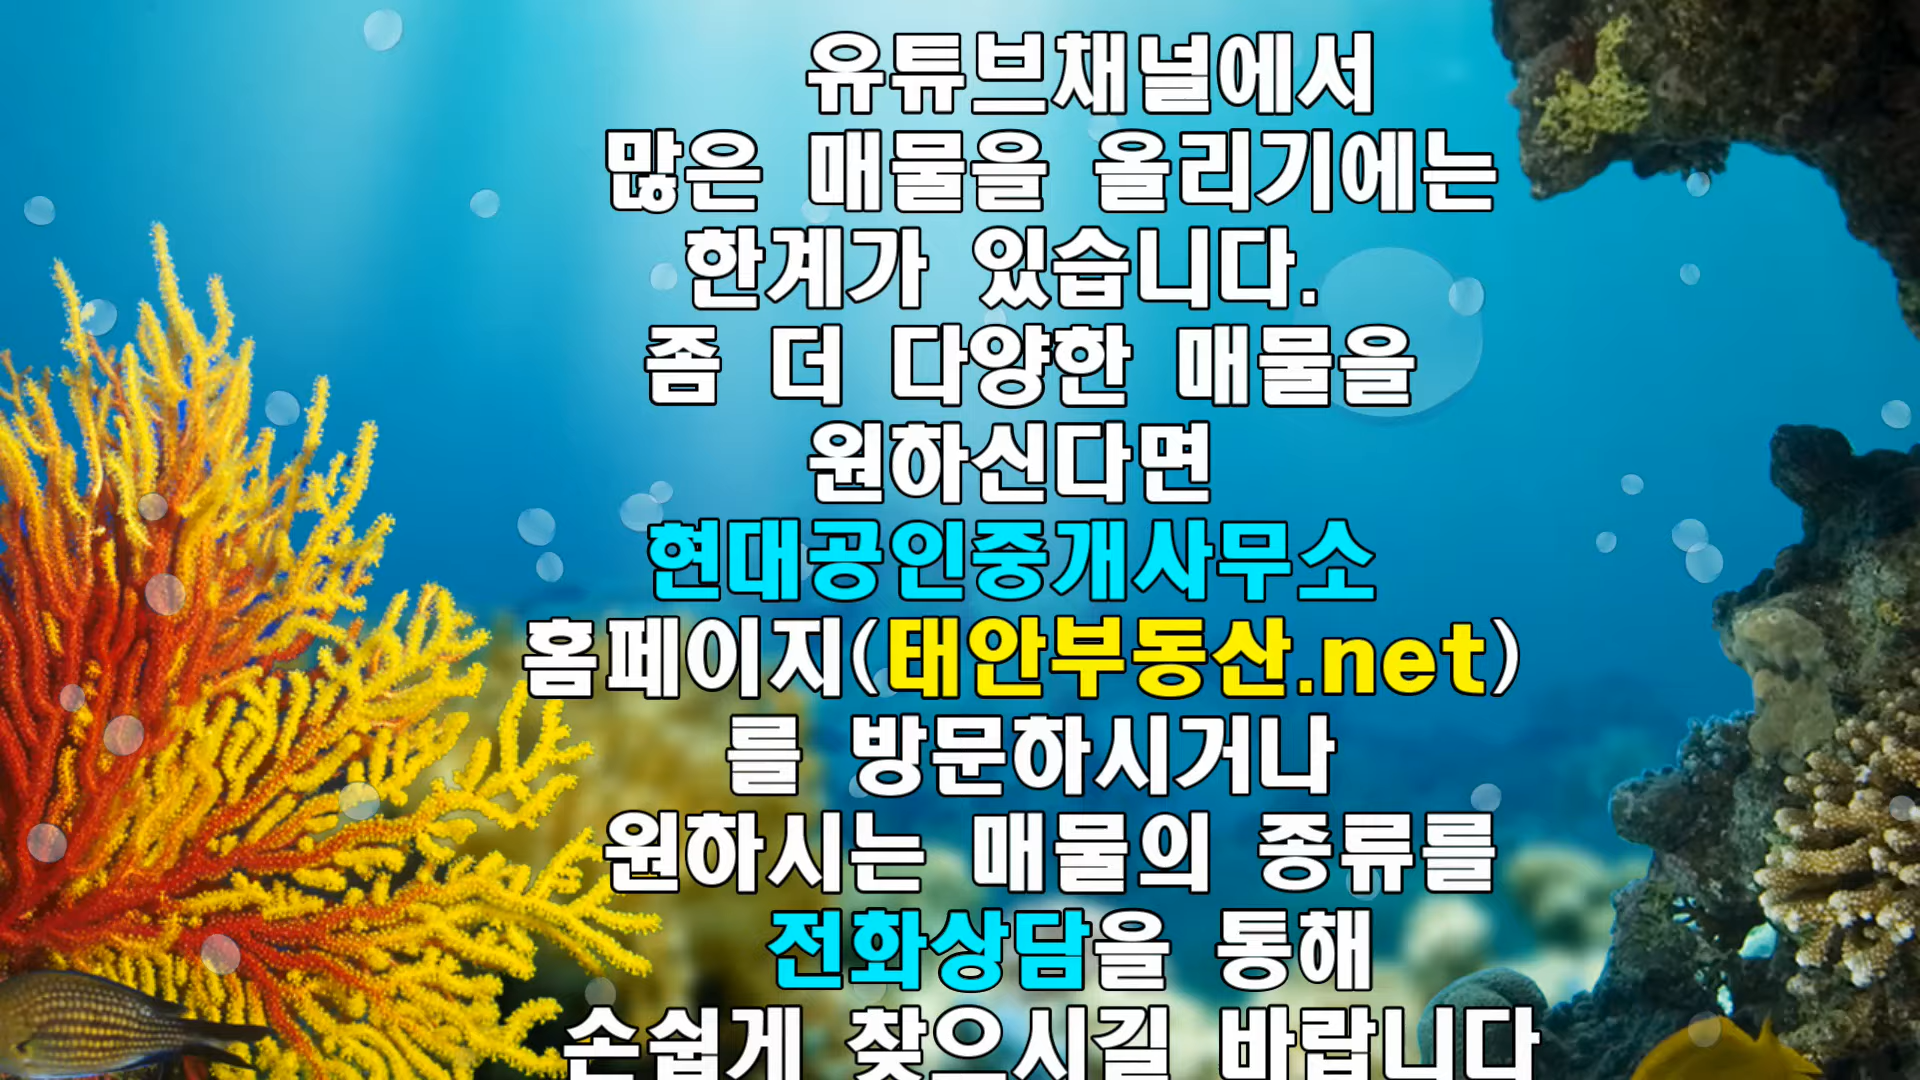 유튜브채널에서
많은 매물을 올리기에는
한계가 있습니다.
좀 더 다양한 매물을
원하신다면
현대공인중개사무소
홈페이지(태안부동산.net)
를 방문하시거나
원하시는 매물의 종류를
전화상담을 통해
손쉽게 찾으시길 바랍니다